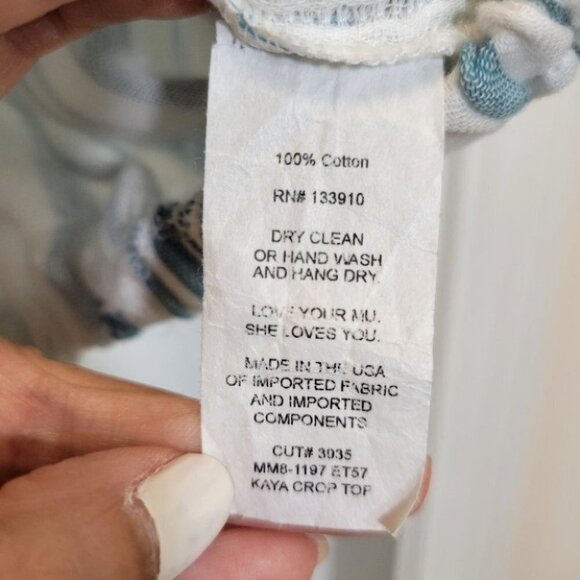 100% Cotton
RN# 133910
DRY CLEAN
OR HAND WASH
AND HANG DRY.
LOVE YOUR MU.
SHE LOVES YOU.
MADE IN THE USA
OF IMPORTED FABRIC
AND IMPORTED
COMPONENTS
CUT# 3035
MM8-1197 ET57
KAYA CROP TOP